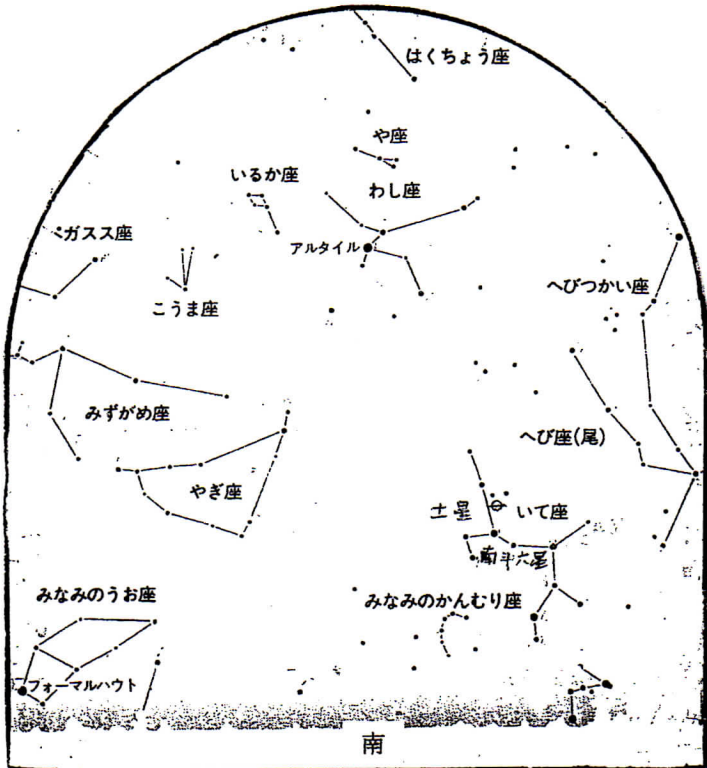 はくちょう座
や座
いるか座
わし座
ペガスス座
アルタイル
へびつかい座
こうま座
みずがめ座
へび座(尾)
やぎ座
土星
いて座
南斗六星
みなみのうお座
みなみのかんむり座
フォーマルハウト
南